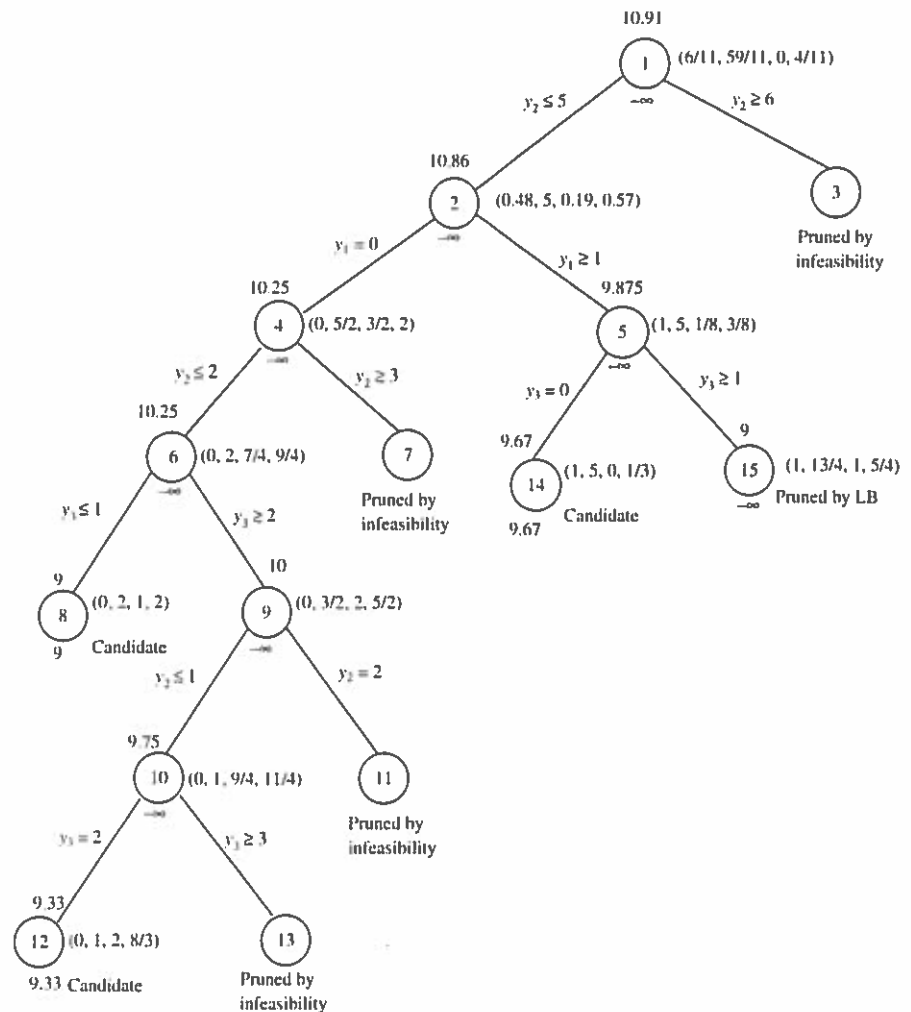 10.91
1
(6/11, 59/11, 0, 4/11)
−∞
y₂ ≤ 5
y₂ ≥ 6
10.86
2
(0.48, 5, 0.19, 0.57)
−∞
3
Pruned by
infeasibility
y₁ = 0
y₁ ≥ 1
10.25
4
(0, 5/2, 3/2, 2)
−∞
9.875
5
(1, 5, 1/8, 3/8)
−∞
y₂ ≤ 2
y₂ ≥ 3
y₃ = 0
y₃ ≥ 1
10.25
6
(0, 2, 7/4, 9/4)
−∞
7
Pruned by
infeasibility
9.67
14
(1, 5, 0, 1/3)
Candidate
9.67
9
15
(1, 13/4, 1, 5/4)
Pruned by LB
−∞
y₃ ≤ 1
y₃ ≥ 2
9
8
(0, 2, 1, 2)
9
Candidate
10
9
(0, 3/2, 2, 5/2)
−∞
y₂ ≤ 1
y₂ = 2
9.75
10
(0, 1, 9/4, 11/4)
−∞
11
Pruned by
infeasibility
y₃ = 2
y₃ ≥ 3
9.33
12
(0, 1, 2, 8/3)
9.33 Candidate
13
Pruned by
infeasibility